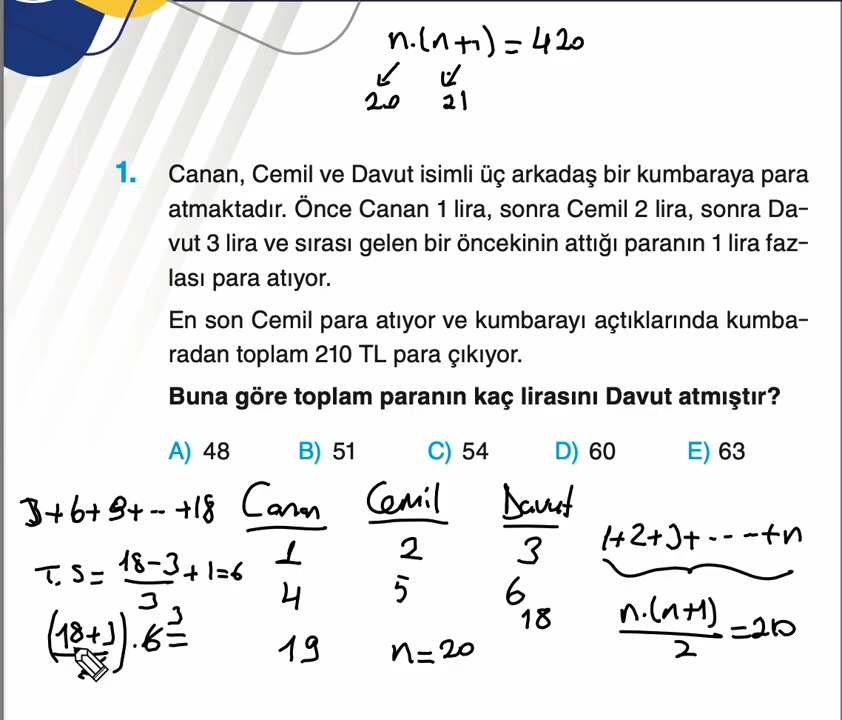 n.(n+1) = 420
20 21
1. Canan, Cemil ve Davut isimli üç arkadaş bir kumbaraya para
atmaktadır. Önce Canan 1 lira, sonra Cemil 2 lira, sonra Da-
vut 3 lira ve sırası gelen bir öncekinin attığı paranın 1 lira faz-
lası para atıyor.
En son Cemil para atıyor ve kumbarayı açtıklarında kumba-
radan toplam 210 TL para çıkıyor.
Buna göre toplam paranın kaç lirasını Davut atmıştır?
A) 48 B) 51 C) 54 D) 60 E) 63
3+6+9+--+18
T.S = 18-3/3 + 1=6
(18+3).6 3 =
Canan Cemil Davut
1 2 3
4 5 6
18
19 n=20
1+2+3+----+n
n.(n+1)/2 = 210